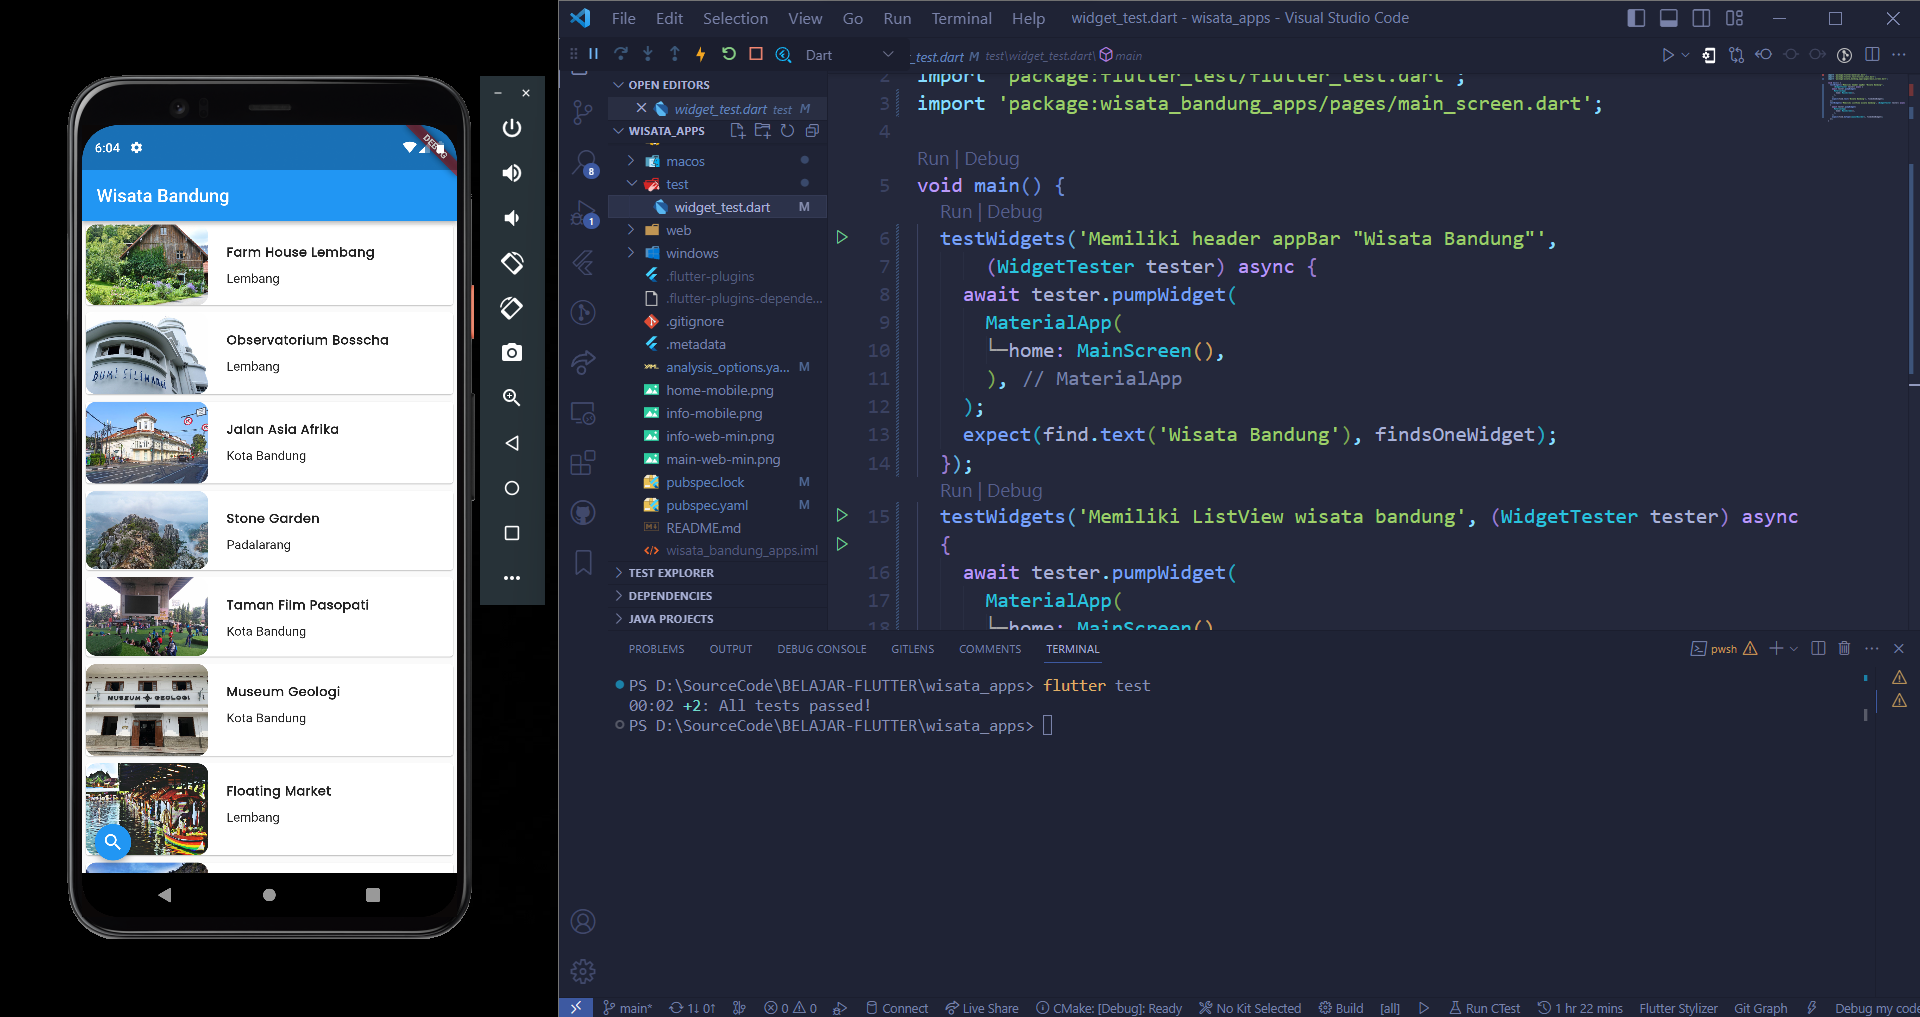 6:04
DEBUG
Wisata Bandung
Farm House Lembang
Lembang
Observatorium Bosscha
Lembang
BUMI SILIWANGI
Jalan Asia Afrika
Kota Bandung
Stone Garden
Padalarang
Taman Film Pasopati
Kota Bandung
MUSEUM GEOLOGI
Museum Geologi
Kota Bandung
Floating Market
Lembang
File Edit Selection View Go Run Terminal Help
widget_test.dart - wisata_apps - Visual Studio Code
Dart
_test.dart M test\widget_test.dart\ main
OPEN EDITORS
widget_test.dart test M
WISATA_APPS
macos
test
widget_test.dart M
web
windows
.flutter-plugins
.flutter-plugins-depende...
.gitignore
.metadata
analysis_options.ya... M
home-mobile.png
info-mobile.png
info-web-min.png
main-web-min.png
pubspec.lock M
pubspec.yaml M
README.md
wisata_bandung_apps.iml
TEST EXPLORER
DEPENDENCIES
JAVA PROJECTS
8
1
2 import 'package:flutter_test/flutter_test.dart';
3 import 'package:wisata_bandung_apps/pages/main_screen.dart';
4
Run | Debug
5 void main() {
Run | Debug
6 testWidgets('Memiliki header appBar "Wisata Bandung"',
7 (WidgetTester tester) async {
8 await tester.pumpWidget(
9 MaterialApp(
10 home: MainScreen(),
11 ), // MaterialApp
12 );
13 expect(find.text('Wisata Bandung'), findsOneWidget);
14 });
Run | Debug
15 testWidgets('Memiliki ListView wisata bandung', (WidgetTester tester) async
{
16 await tester.pumpWidget(
17 MaterialApp(
18 home: MainScreen()
PROBLEMS OUTPUT DEBUG CONSOLE GITLENS COMMENTS TERMINAL
pwsh
PS D:\SourceCode\BELAJAR-FLUTTER\wisata_apps> flutter test
00:02 +2: All tests passed!
PS D:\SourceCode\BELAJAR-FLUTTER\wisata_apps>
main* 1↓ 0↑ 0 0 Connect Live Share CMake: [Debug]: Ready No Kit Selected Build [all] Run CTest 1 hr 22 mins Flutter Stylizer Git Graph Debug my code